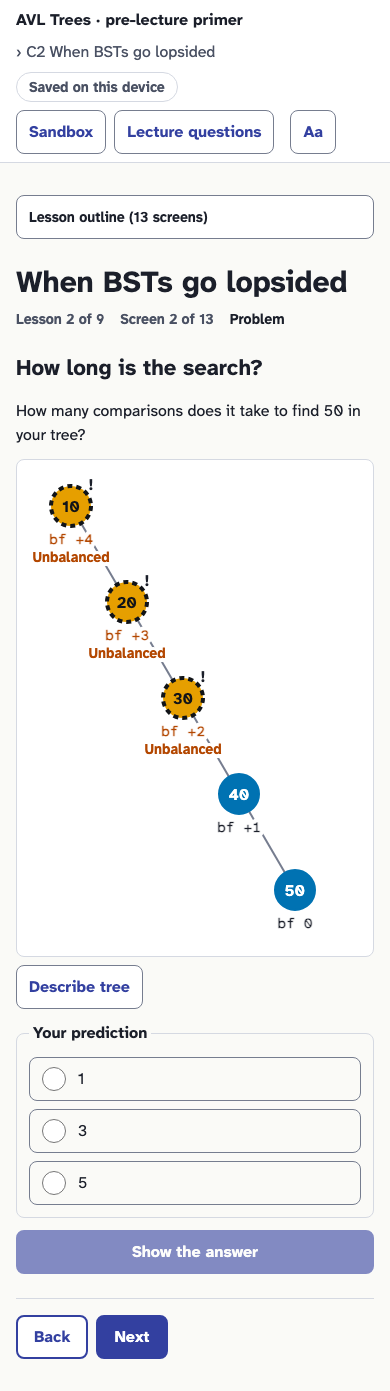 AVL Trees · pre-lecture primer
› C2 When BSTs go lopsided
Saved on this device
Sandbox
Lecture questions
Aa
Lesson outline (13 screens)
When BSTs go lopsided
Lesson 2 of 9
Screen 2 of 13
Problem
How long is the search?
How many comparisons does it take to find 50 in
your tree?
!
10
bf +4
Unbalanced
!
20
bf +3
Unbalanced
!
30
bf +2
Unbalanced
40
bf +1
50
bf 0
Describe tree
Your prediction
1
3
5
Show the answer
Back
Next